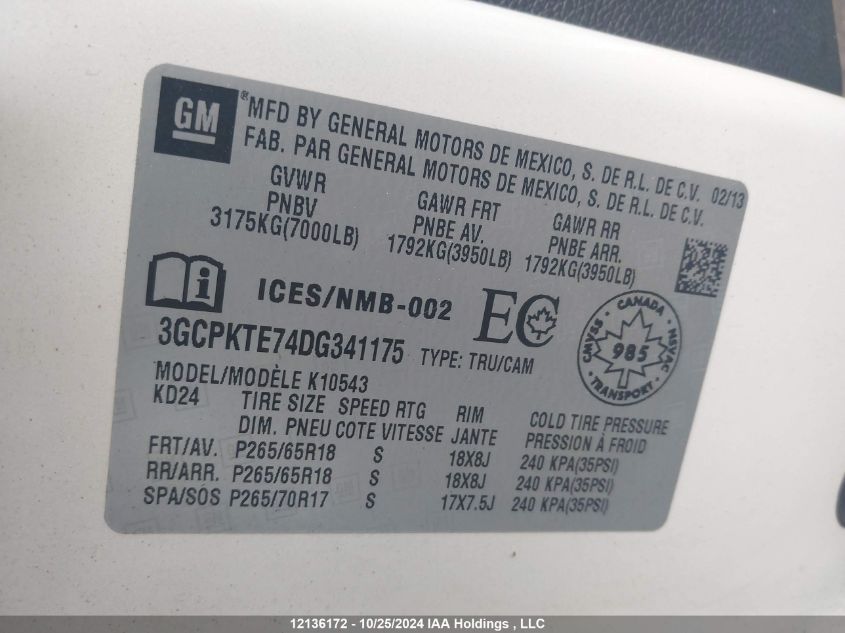 GM
® MFD BY GENERAL MOTORS DE MEXICO, S. DE R.L. DE C.V. 02/13
FAB. PAR GENERAL MOTORS DE MEXICO, S. DE R.L. DE C.V.
GVWR GAWR FRT GAWR RR
PNBV PNBE AV. PNBE ARR.
3175KG(7000LB) 1792KG(3950LB) 1792KG(3950LB)
i ICES/NMB-002 EC
CANADA
CMVSS 985 NSVAC
TRANSPORT
3GCPKTE74DG341175 TYPE: TRU/CAM
MODEL/MODÈLE K10543
KD24 TIRE SIZE SPEED RTG RIM COLD TIRE PRESSURE
DIM. PNEU COTE VITESSE JANTE PRESSION À FROID
FRT/AV. P265/65R18 S 18X8J 240 KPA(35PSI)
RR/ARR. P265/65R18 S 18X8J 240 KPA(35PSI)
SPA/SOS P265/70R17 S 17X7.5J 240 KPA(35PSI)
12136172 - 10/25/2024 IAA Holdings , LLC